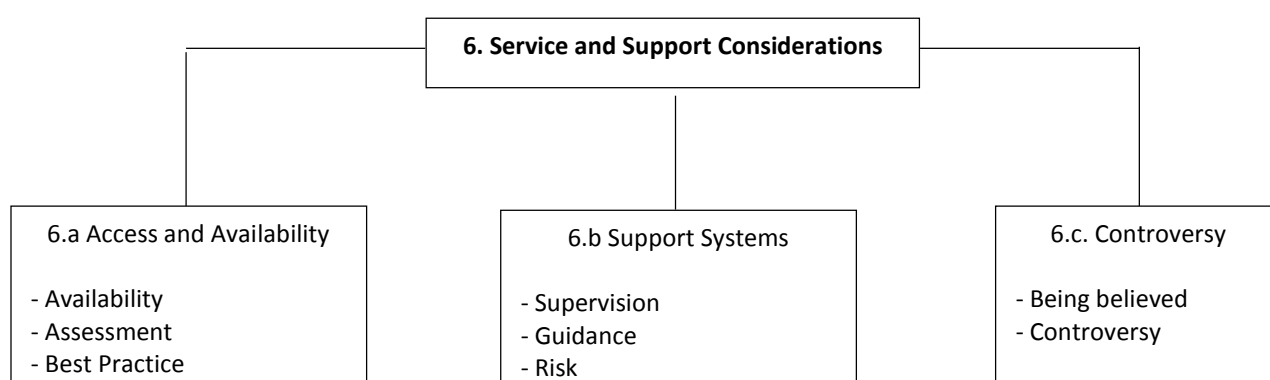 6. Service and Support Considerations
6.a Access and Availability
- Availability
- Assessment
- Best Practice
6.b Support Systems
- Supervision
- Guidance
- Risk
6.c. Controversy
- Being believed
- Controversy